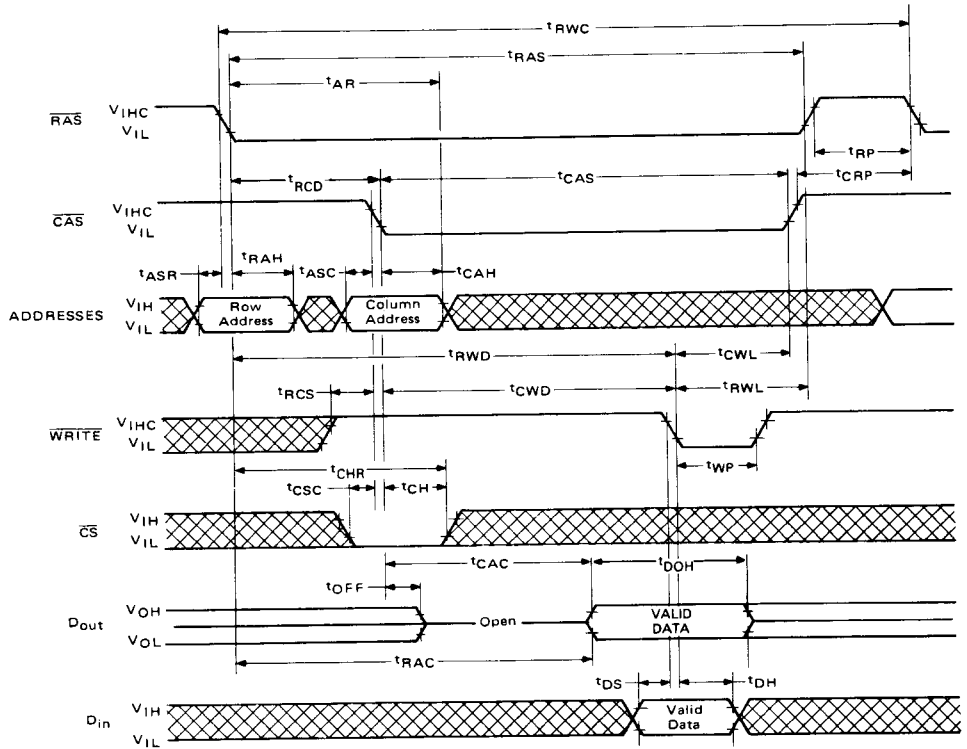 tRWC
tRAS
tAR
RAS VIHC
VIL
tRP
tRCD tCAS tCRP
CAS VIHC
VIL
tASR tRAH tASC tCAH
ADDRESSES VIH Row Address Column Address
VIL
tRWD tCWL
tRCS tCWD tRWL
WRITE VIHC
VIL
tCHR tWP
tCSC tCH
CS VIH
VIL
tCAC tDOH
tOFF
Dout VOH VALID DATA
Open
VOL
tRAC
tDS tDH
Din VIH Valid Data
VIL